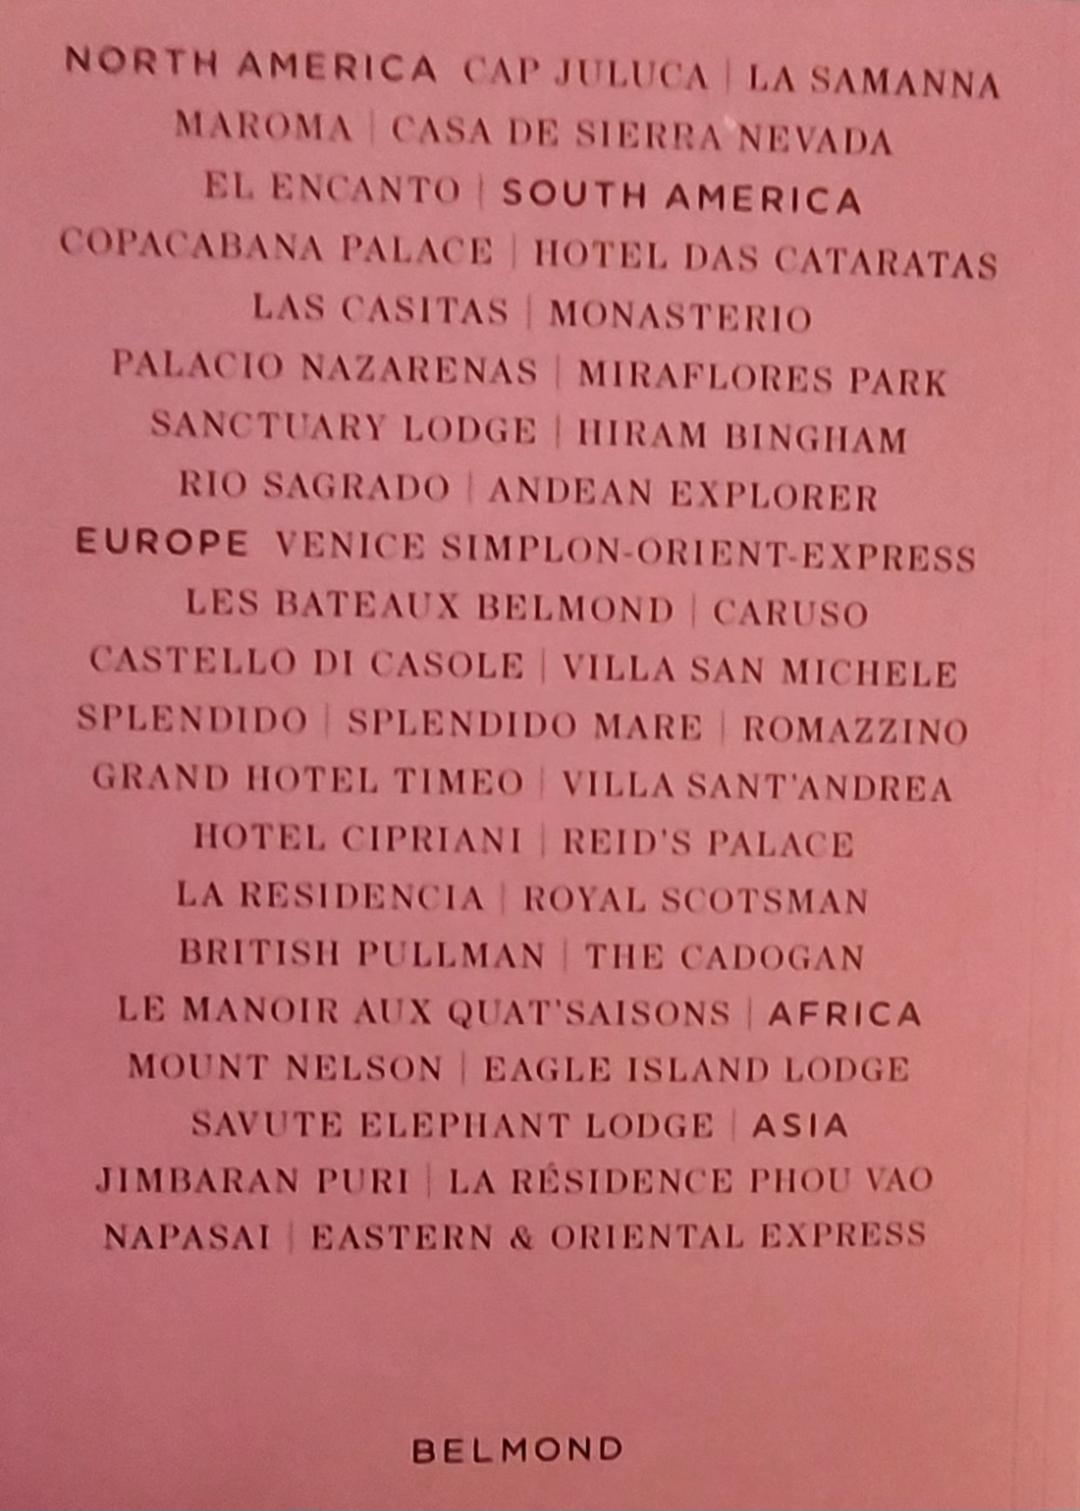 NORTH AMERICA CAP JULUCA | LA SAMANNA
MAROMA | CASA DE SIERRA NEVADA
EL ENCANTO | SOUTH AMERICA
COPACABANA PALACE | HOTEL DAS CATARATAS
LAS CASITAS | MONASTERIO
PALACIO NAZARENAS | MIRAFLORES PARK
SANCTUARY LODGE | HIRAM BINGHAM
RIO SAGRADO | ANDEAN EXPLORER
EUROPE VENICE SIMPLON-ORIENT-EXPRESS
LES BATEAUX BELMOND | CARUSO
CASTELLO DI CASOLE | VILLA SAN MICHELE
SPLENDIDO | SPLENDIDO MARE | ROMAZZINO
GRAND HOTEL TIMEO | VILLA SANT'ANDREA
HOTEL CIPRIANI | REID'S PALACE
LA RESIDENCIA | ROYAL SCOTSMAN
BRITISH PULLMAN | THE CADOGAN
LE MANOIR AUX QUAT'SAISONS | AFRICA
MOUNT NELSON | EAGLE ISLAND LODGE
SAVUTE ELEPHANT LODGE | ASIA
JIMBARAN PURI | LA RÉSIDENCE PHOU VAO
NAPASAI | EASTERN & ORIENTAL EXPRESS
BELMOND